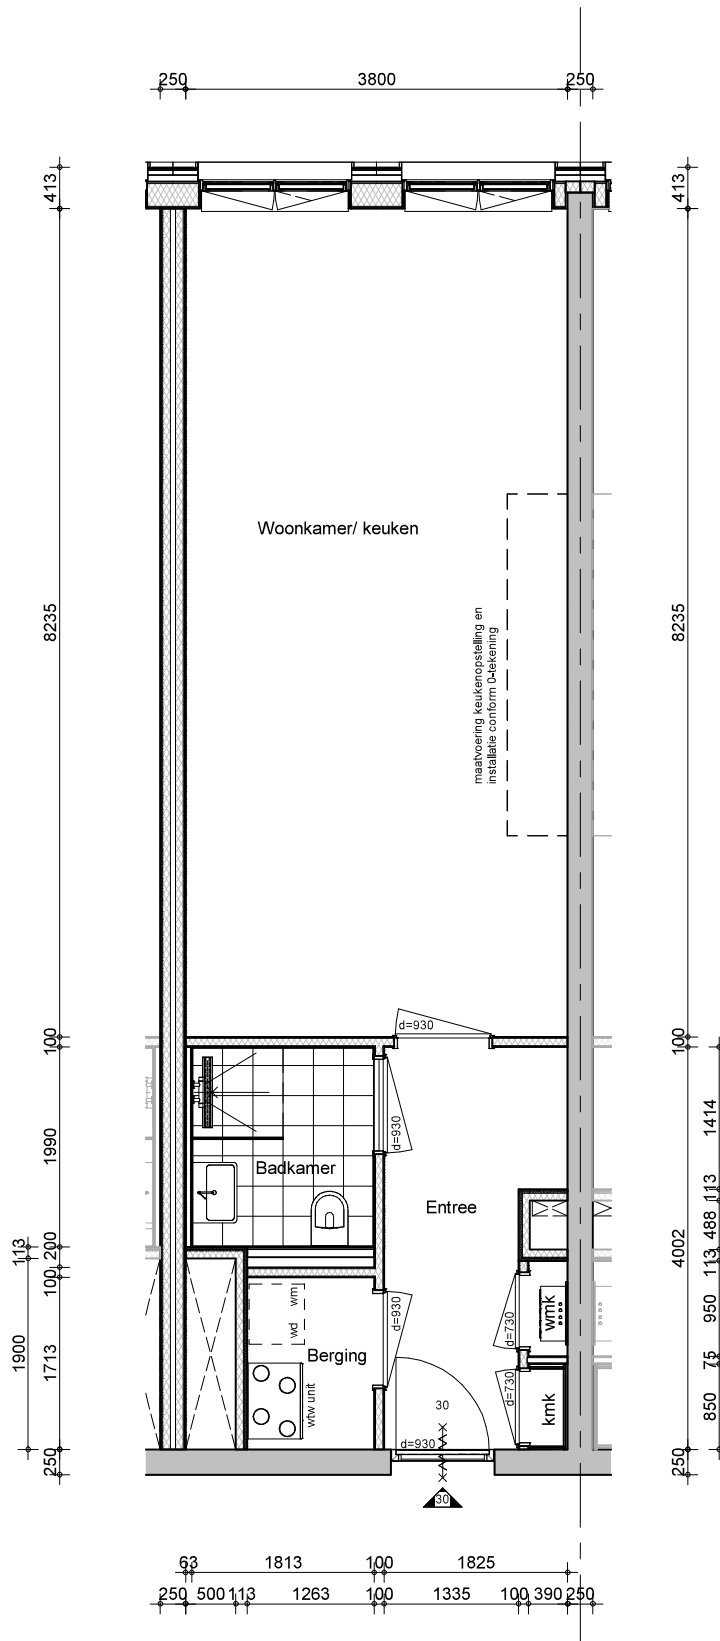 250 3800 250
413
413
8235
8235
Woonkamer/ keuken
maatvoering keukenopstelling en
installatie conform 0-tekening
d=930
100
100
1990
1414
d=930
Badkamer
Entree
113
488
4002
113
200
113
100
1900
1713
wm
wd
d=930
d=730
wmk
950
Berging
75
wtw unit
d=730
kmk
850
30
d=930
250
250
30
63 1813 100 1825
250 500 113 1263 100 1335 100 390 250